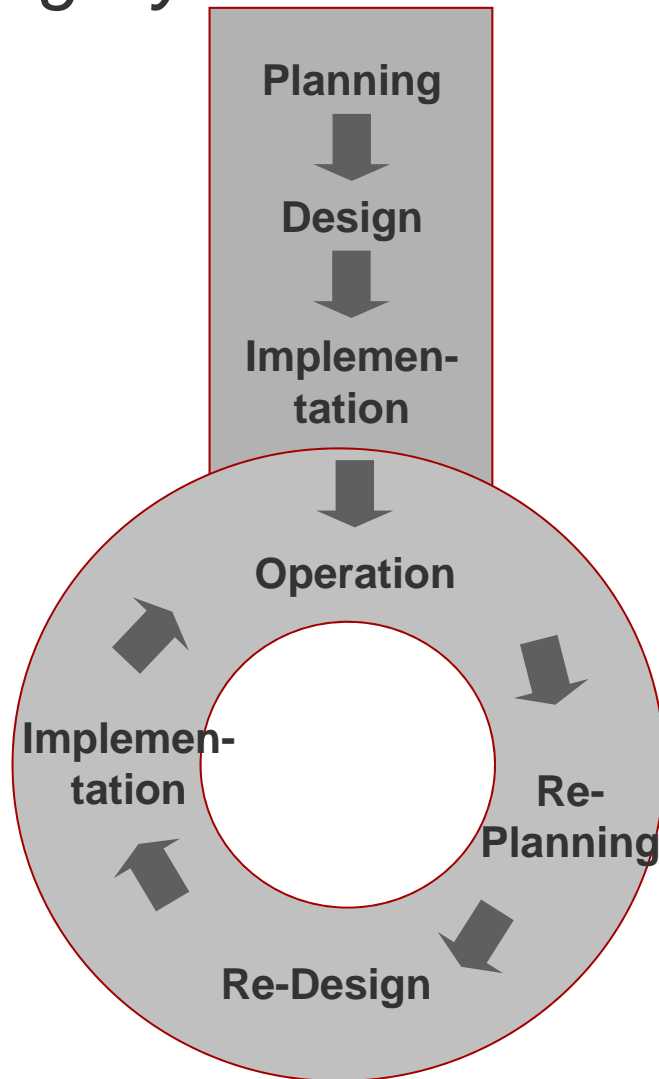 Planning
Design
Implemen-
tation
Operation
Re-
Planning
Re-Design
Implemen-
tation